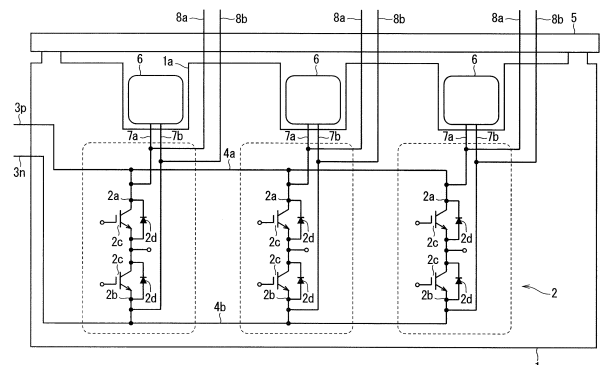 8a 8b 8a 8b 8a 8b
5
6 1a 6 6
3p
7a 7b 7a 7b 7a 7b
3n
4a
2a 2a 2a
2c 2d 2c 2d 2c 2d
2c 2c 2c
2b 2d 2b 2d 2b 2d
2
4b
1